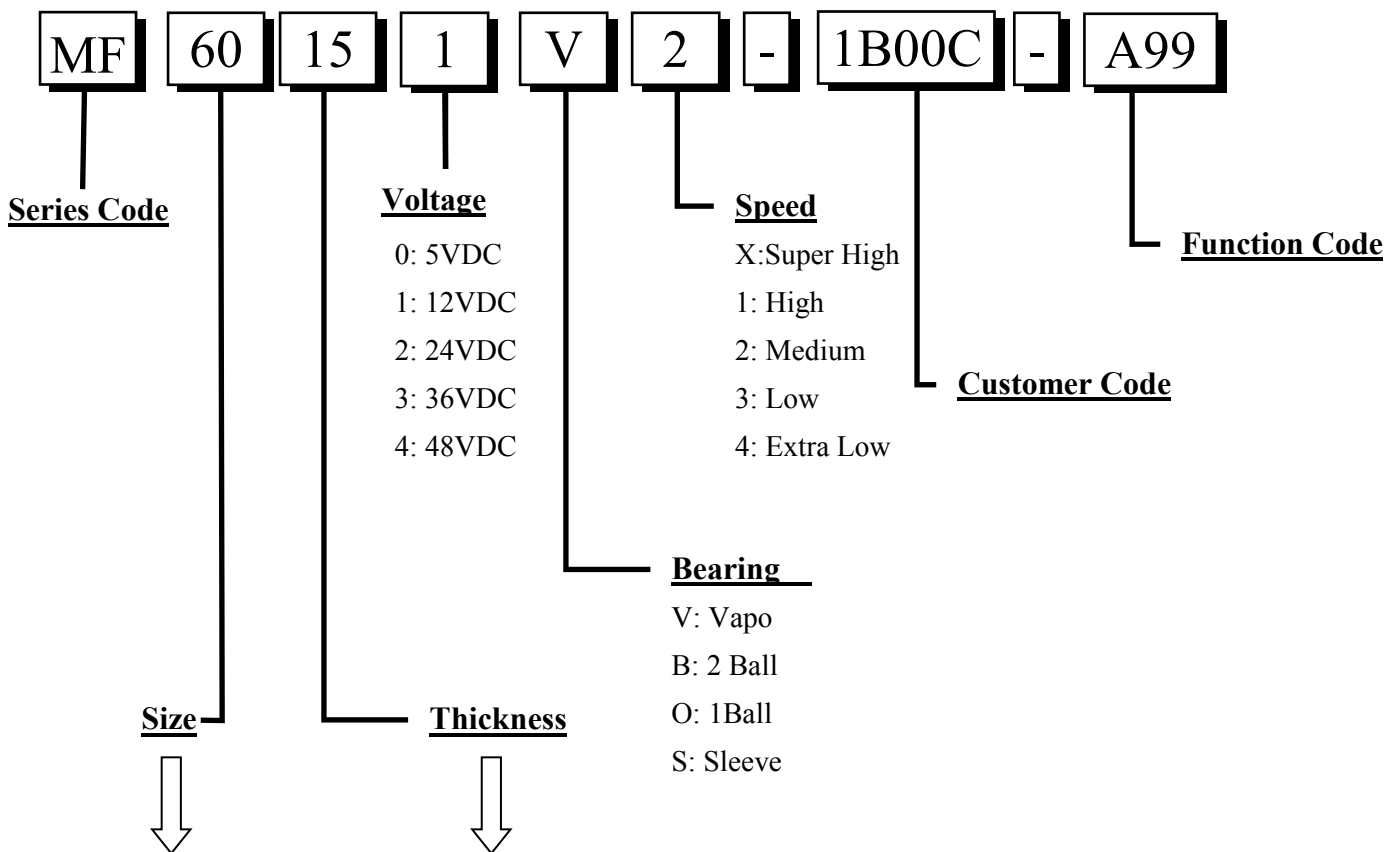 MF 60 15 1 V 2 - 1B00C - A99
Series Code
Voltage
0: 5VDC
1: 12VDC
2: 24VDC
3: 36VDC
4: 48VDC
Speed
X:Super High
1: High
2: Medium
3: Low
4: Extra Low
Function Code
Customer Code
Bearing
V: Vapo
B: 2 Ball
O: 1Ball
S: Sleeve
Size
Thickness